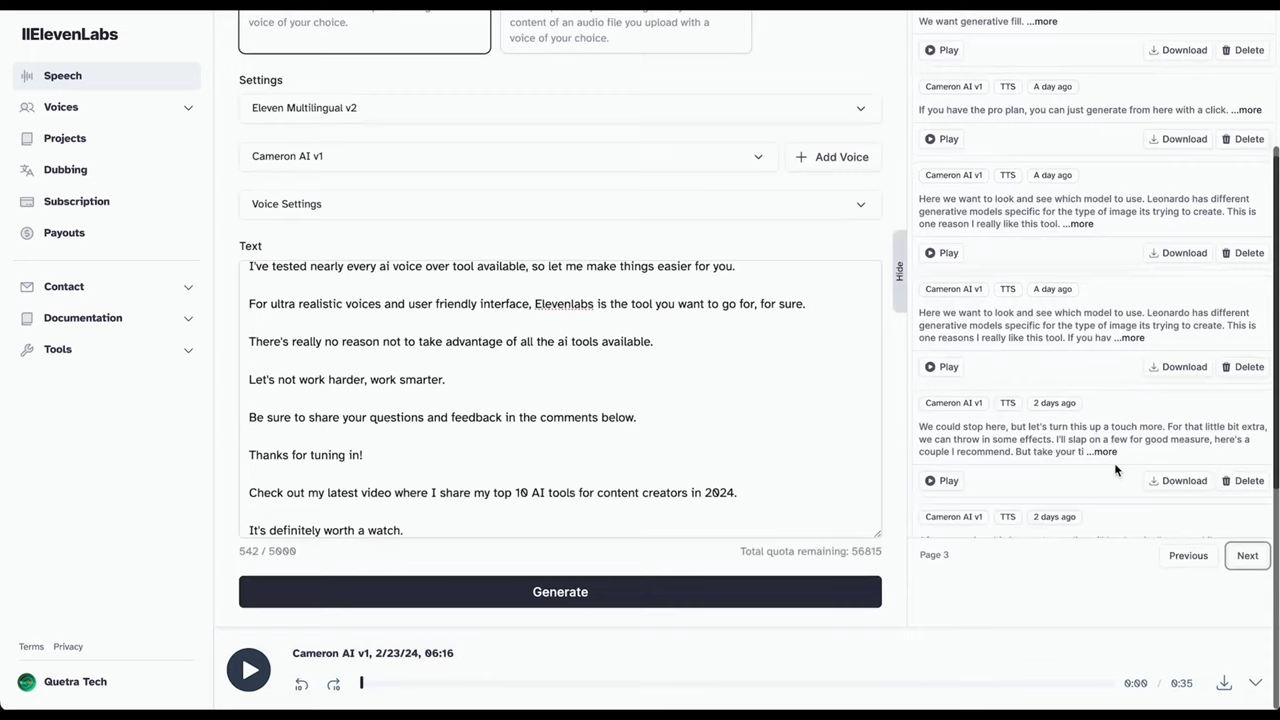 voice of your choice.
content of an audio file you upload with a
voice of your choice.
IIElevenLabs
Speech
Voices
Projects
Dubbing
Subscription
Payouts
Contact
Documentation
Tools
Terms Privacy
Quetra Tech
Settings
Eleven Multilingual v2
Cameron AI v1
+ Add Voice
Voice Settings
Text
I've tested nearly every ai voice over tool available, so let me make things easier for you.
For ultra realistic voices and user friendly interface, Elevenlabs is the tool you want to go for, for sure.
There's really no reason not to take advantage of all the ai tools available.
Let's not work harder, work smarter.
Be sure to share your questions and feedback in the comments below.
Thanks for tuning in!
Check out my latest video where I share my top 10 AI tools for content creators in 2024.
It's definitely worth a watch.
542 / 5000 Total quota remaining: 56815
Generate
Hide
We want generative fill. ...more
Play Download Delete
Cameron AI v1 TTS A day ago
If you have the pro plan, you can just generate from here with a click. ...more
Play Download Delete
Cameron AI v1 TTS A day ago
Here we want to look and see which model to use. Leonardo has different
generative models specific for the type of image its trying to create. This is
one reason I really like this tool. ...more
Play Download Delete
Cameron AI v1 TTS A day ago
Here we want to look and see which model to use. Leonardo has different
generative models specific for the type of image its trying to create. This is
one reasons I really like this tool. If you hav ...more
Play Download Delete
Cameron AI v1 TTS 2 days ago
We could stop here, but let's turn this up a touch more. For that little bit extra,
we can throw in some effects. I'll slap on a few for good measure, here's a
couple I recommend. But take your ti ...more
Play Download Delete
Cameron AI v1 TTS 2 days ago
Page 3 Previous Next
Cameron AI v1, 2/23/24, 06:16
10 10 0:00 / 0:35